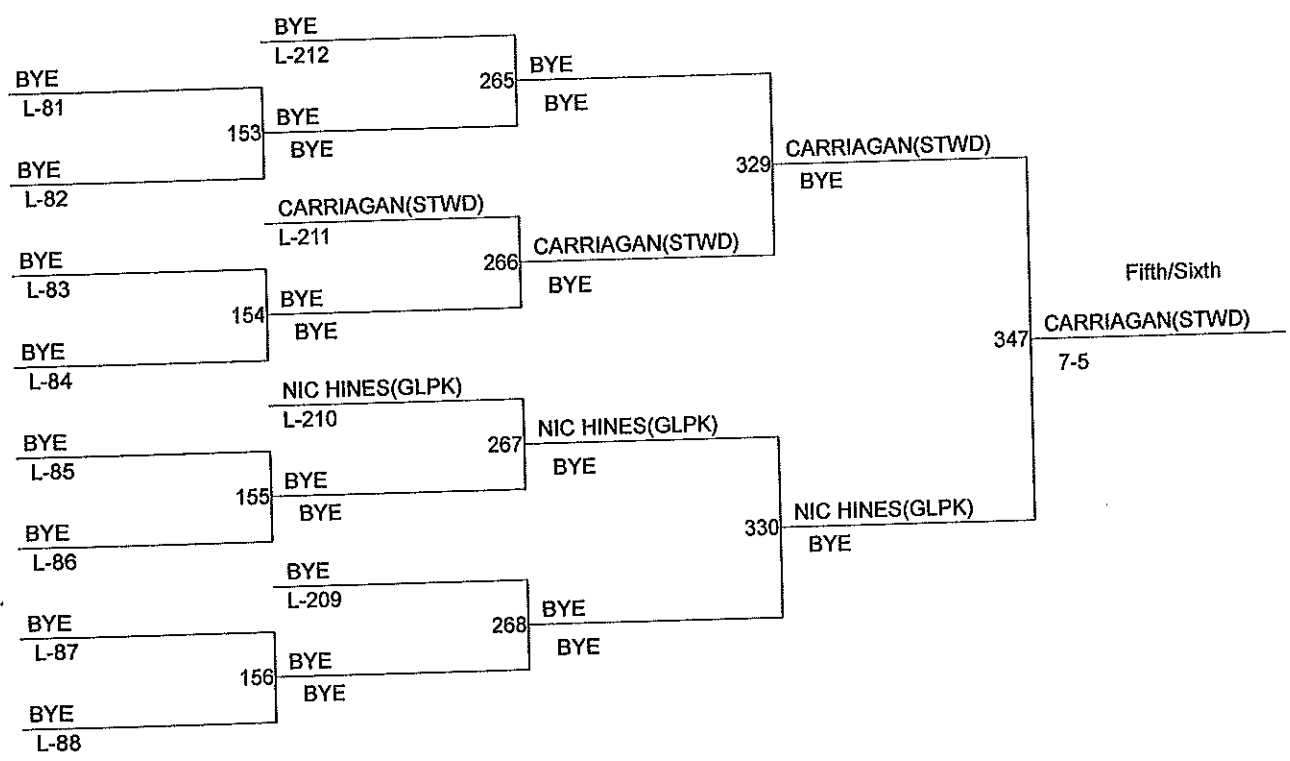 BYE
L-212
BYE
L-81
265
BYE
BYE
153
BYE
BYE
BYE
L-82
329
CARRIAGAN(STWD)
BYE
CARRIAGAN(STWD)
L-211
BYE
L-83
266
CARRIAGAN(STWD)
BYE
154
BYE
BYE
BYE
L-84
Fifth/Sixth
347
CARRIAGAN(STWD)
7-5
NIC HINES(GLPK)
L-210
BYE
L-85
267
NIC HINES(GLPK)
BYE
155
BYE
BYE
BYE
L-86
330
NIC HINES(GLPK)
BYE
BYE
L-209
BYE
L-87
268
BYE
BYE
156
BYE
BYE
BYE
L-88